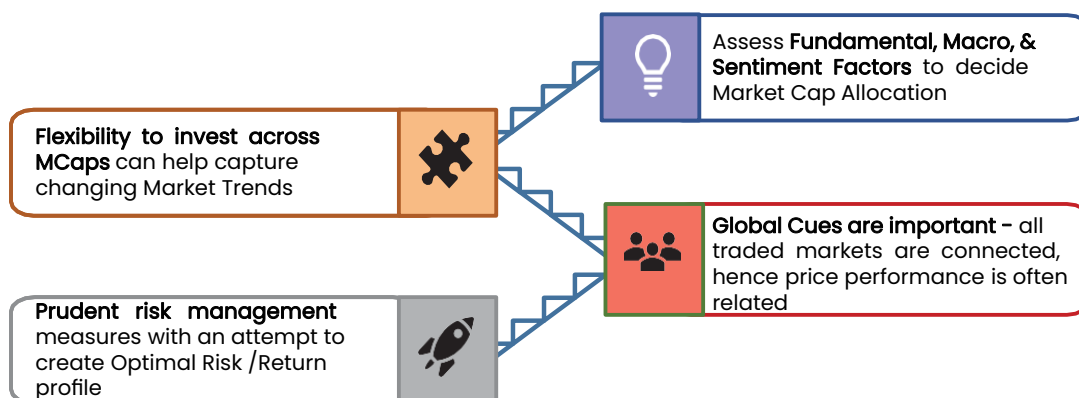 Assess Fundamental, Macro, &
Sentiment Factors to decide
Market Cap Allocation
Flexibility to invest across
MCaps can help capture
changing Market Trends
Global Cues are important - all
traded markets are connected,
hence price performance is often
related
Prudent risk management
measures with an attempt to
create Optimal Risk /Return
profile